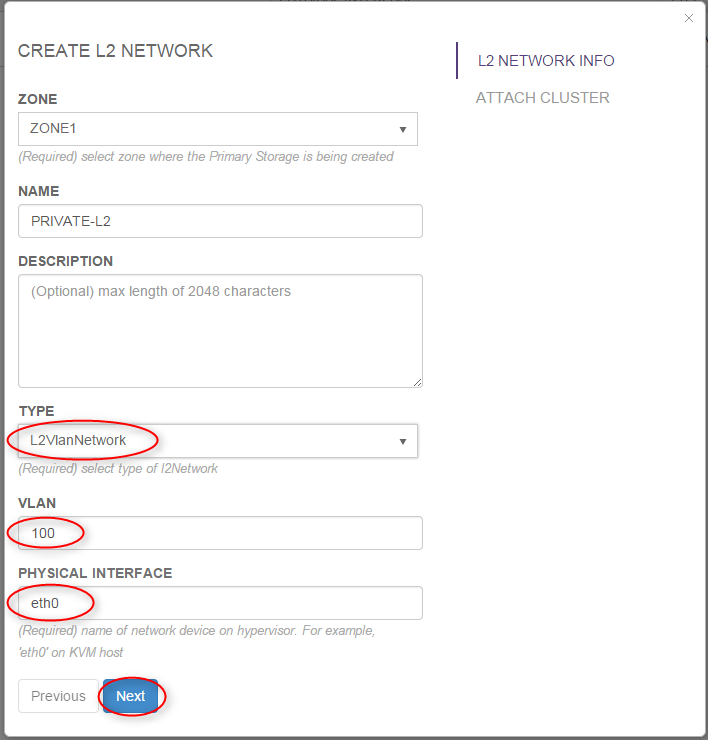 CREATE L2 NETWORK
L2 NETWORK INFO
ATTACH CLUSTER
ZONE
ZONE1
(Required) select zone where the Primary Storage is being created
NAME
PRIVATE-L2
DESCRIPTION
(Optional) max length of 2048 characters
TYPE
L2VlanNetwork
(Required) select type of l2Network
VLAN
100
PHYSICAL INTERFACE
eth0
(Required) name of network device on hypervisor. For example,
'eth0' on KVM host
Previous
Next